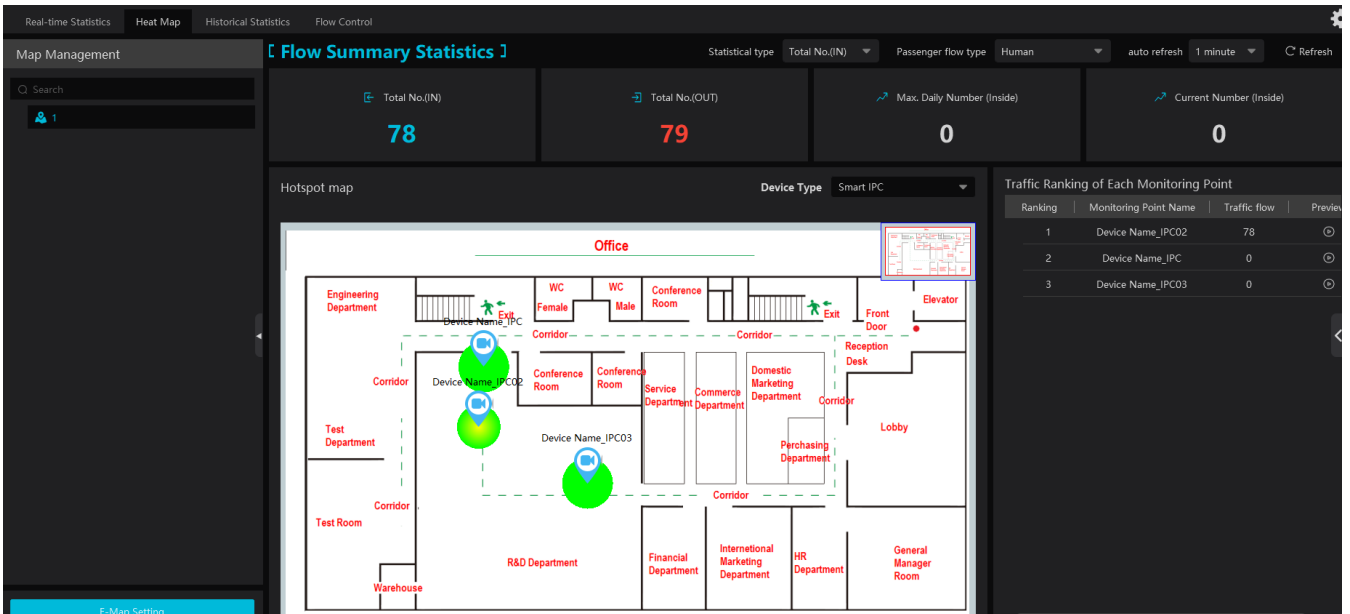 Real-time Statistics Heat Map Historical Statistics Flow Control
Map Management
Search
1
[ Flow Summary Statistics ]
Statistical type Total No.(IN) Passenger flow type Human auto refresh 1 minute Refresh
Total No.(IN)
78
Total No.(OUT)
79
Max. Daily Number (Inside)
0
Current Number (Inside)
0
Hotspot map
Device Type Smart IPC
Office
Engineering
Department
Exit
WC
Female
WC
Male
Conference
Room
Exit
Front
Door
Elevator
Device Name_IPC
Corridor
Corridor
Reception
Desk
Corridor
Device Name_IPC02
Conference
Room
Conference
Room
Service
Department
Commerce
Department
Domestic
Marketing
Department
Corridor
Test
Department
Device Name_IPC03
Perchasing
Department
Lobby
Corridor
Corridor
Test Room
R&D Department
Warehouse
Financial
Department
International
Marketing
Department
HR
Department
General
Manager
Room
Traffic Ranking of Each Monitoring Point
Ranking Monitoring Point Name Traffic flow Preview
1 Device Name_IPC02 78
2 Device Name_IPC 0
3 Device Name_IPC03 0
E-Map Setting